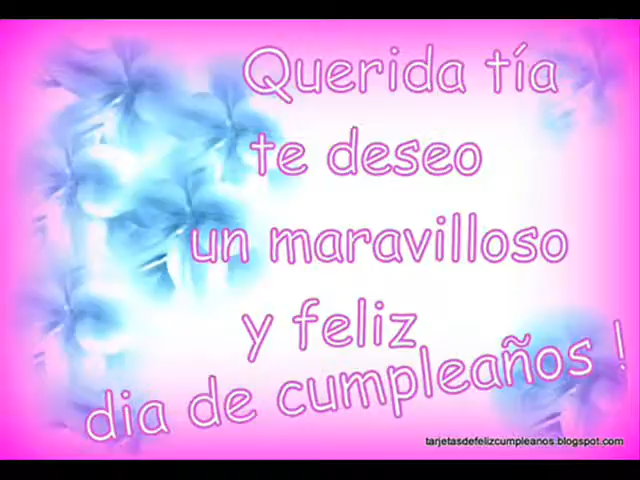 Querida tía
te deseo
un maravilloso
y feliz
dia de cumpleaños !
tarjetasdefelizcumpleanos.blogspot.com